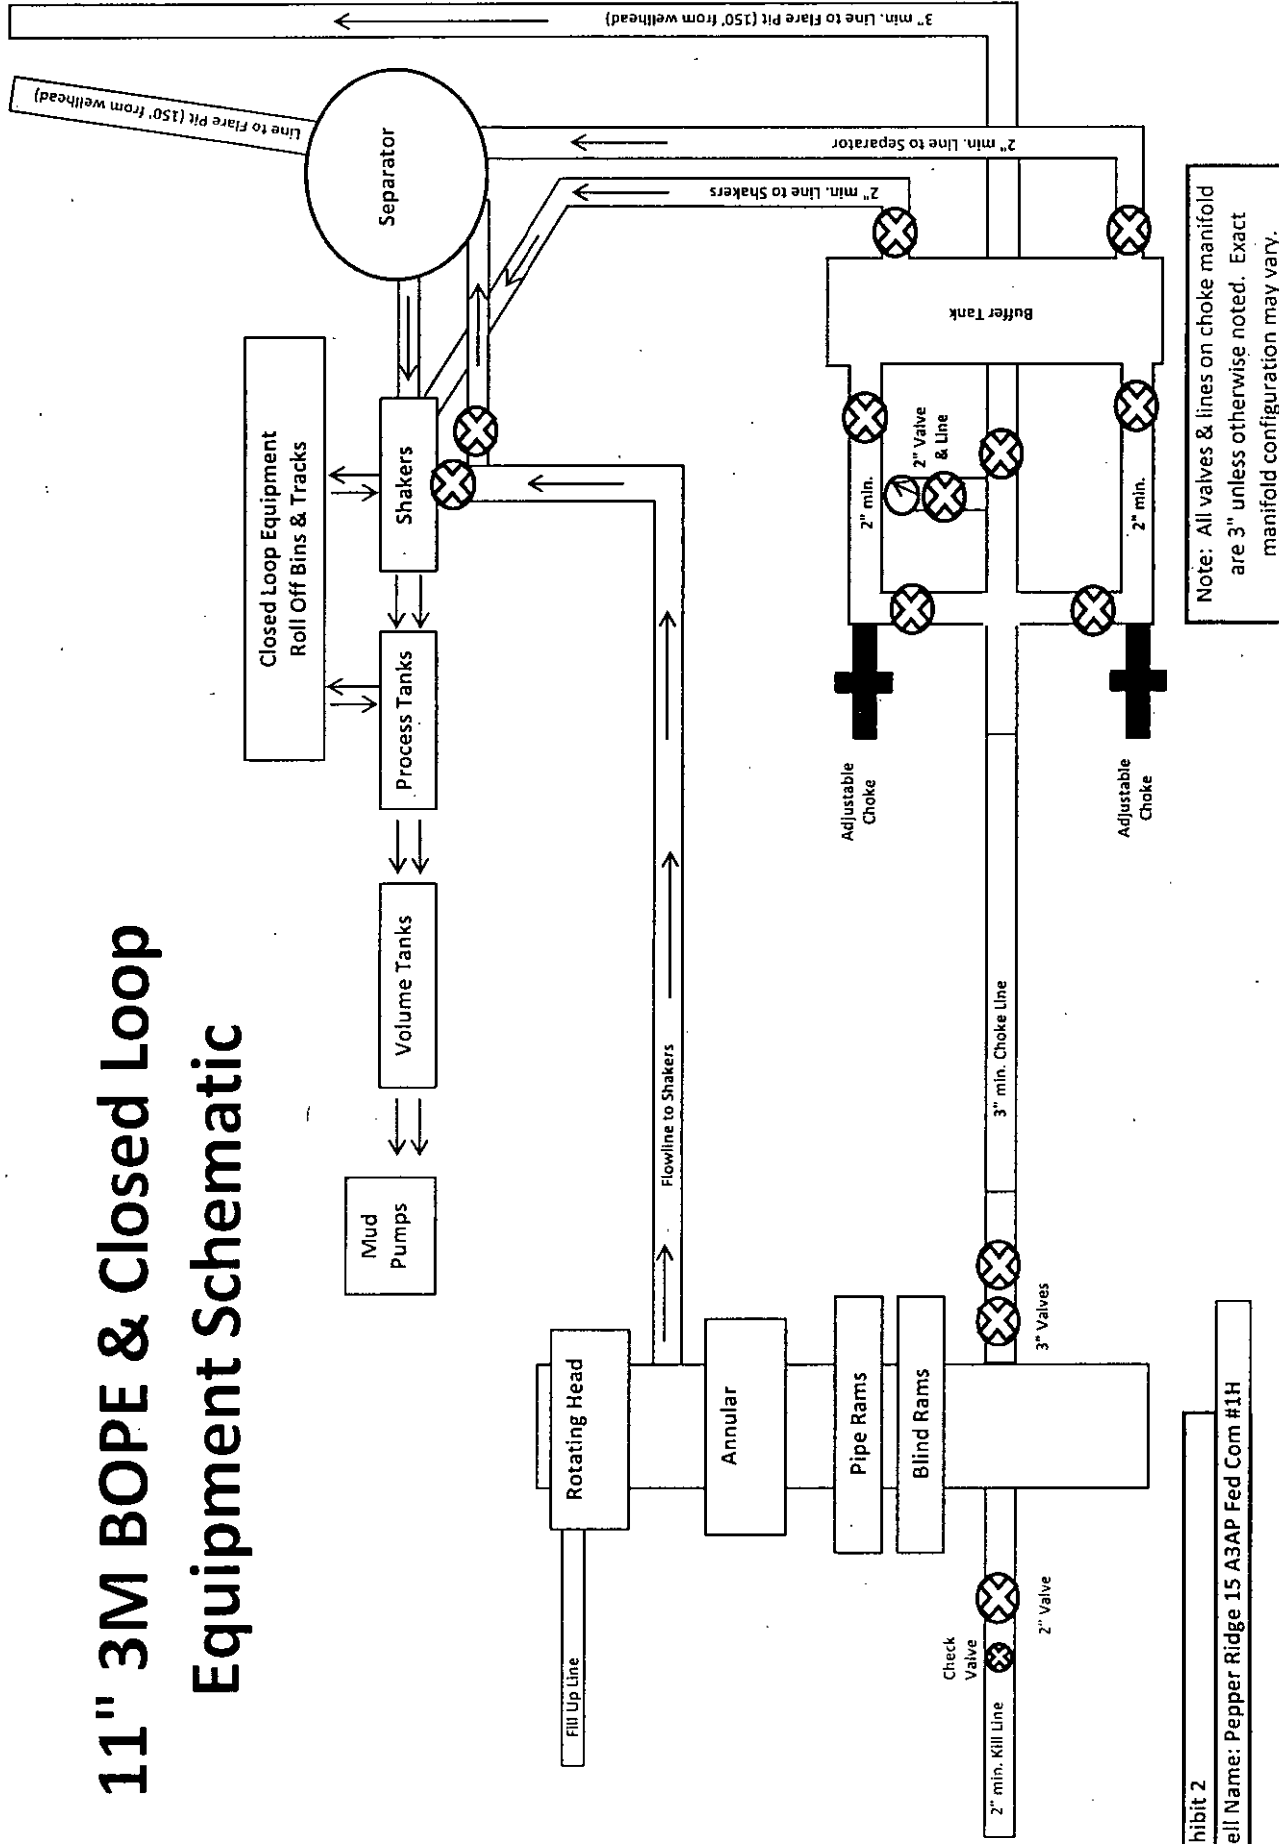 11" 3M BOPE & Closed Loop
Equipment Schematic
Closed Loop Equipment
Roll Off Bins & Tracks
Mud
Pumps
Volume Tanks
Process Tanks
Shakers
Separator
Line to Flare Pit (150' from wellhead)
3" min. Line to Flare Pit (150' from wellhead)
2" min. Line to Separator
2" min. Line to Shakers
Fill Up Line
Rotating Head
Flowline to Shakers
Annular
Pipe Rams
Blind Rams
2" min. Kill Line
Check
Valve
2" Valve
3" Valves
3" min. Choke Line
Adjustable
Choke
Adjustable
Choke
2" min.
2" Valve
& Line
2" min.
Buffer Tank
Note: All valves & lines on choke manifold
are 3" unless otherwise noted. Exact
manifold configuration may vary.
hibit 2
ell Name: Pepper Ridge 15 A3AP Fed Com #1H